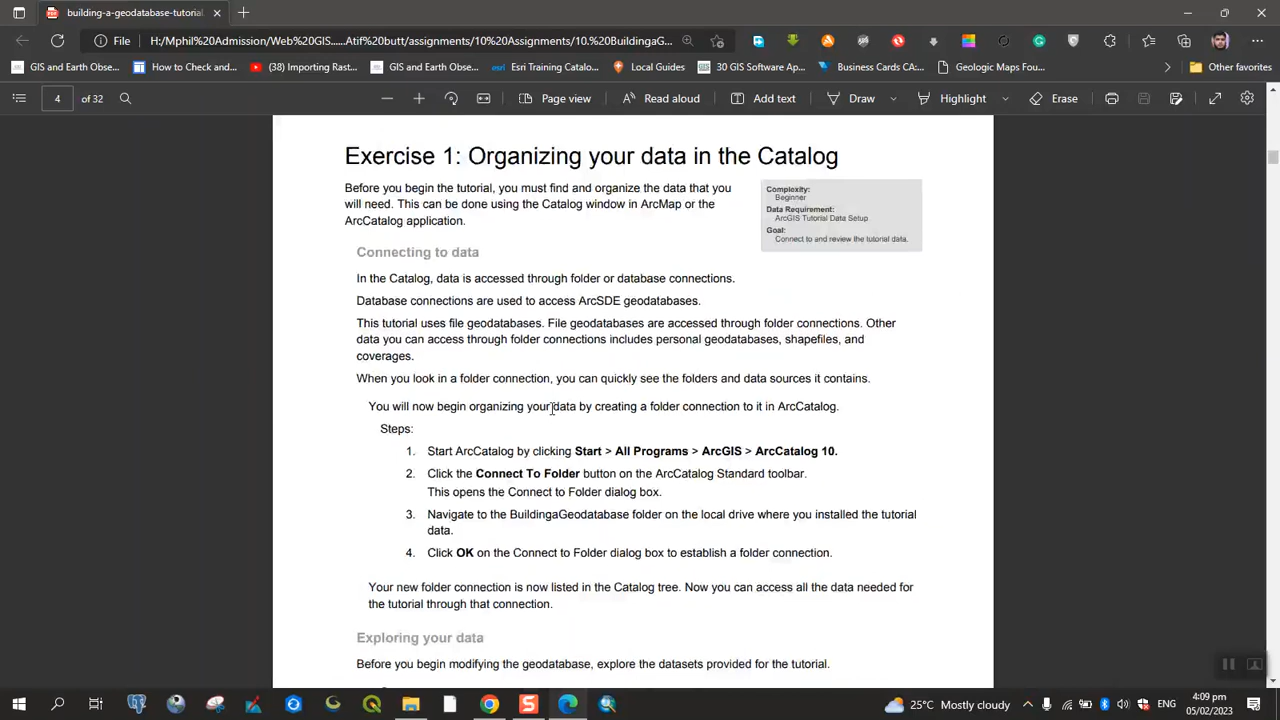 building-a-geodatabase-tutorial
File
H:/Mphil%20Admission/Web%20GIS......Atif%20butt/assignments/10%20Assignments/10.%20BuildingaG...
GIS and Earth Obse...
How to Check and...
(38) Importing Rast...
GIS and Earth Obse...
esri Esri Training Catalo...
Local Guides
30 GIS Software Ap...
Business Cards CA:...
Geologic Maps Fou...
Other favorites
4 of 32
Page view
Read aloud
Add text
Draw
Highlight
Erase
Exercise 1: Organizing your data in the Catalog
Before you begin the tutorial, you must find and organize the data that you
will need. This can be done using the Catalog window in ArcMap or the
ArcCatalog application.
Complexity:
Beginner
Data Requirement:
ArcGIS Tutorial Data Setup
Goal:
Connect to and review the tutorial data.
Connecting to data
In the Catalog, data is accessed through folder or database connections.
Database connections are used to access ArcSDE geodatabases.
This tutorial uses file geodatabases. File geodatabases are accessed through folder connections. Other
data you can access through folder connections includes personal geodatabases, shapefiles, and
coverages.
When you look in a folder connection, you can quickly see the folders and data sources it contains.
You will now begin organizing your data by creating a folder connection to it in ArcCatalog.
Steps:
1. Start ArcCatalog by clicking Start > All Programs > ArcGIS > ArcCatalog 10.
2. Click the Connect To Folder button on the ArcCatalog Standard toolbar.
This opens the Connect to Folder dialog box.
3. Navigate to the BuildingaGeodatabase folder on the local drive where you installed the tutorial
data.
4. Click OK on the Connect to Folder dialog box to establish a folder connection.
Your new folder connection is now listed in the Catalog tree. Now you can access all the data needed for
the tutorial through that connection.
Exploring your data
Before you begin modifying the geodatabase, explore the datasets provided for the tutorial.
25°C Mostly cloudy
ENG
4:09 pm
05/02/2023